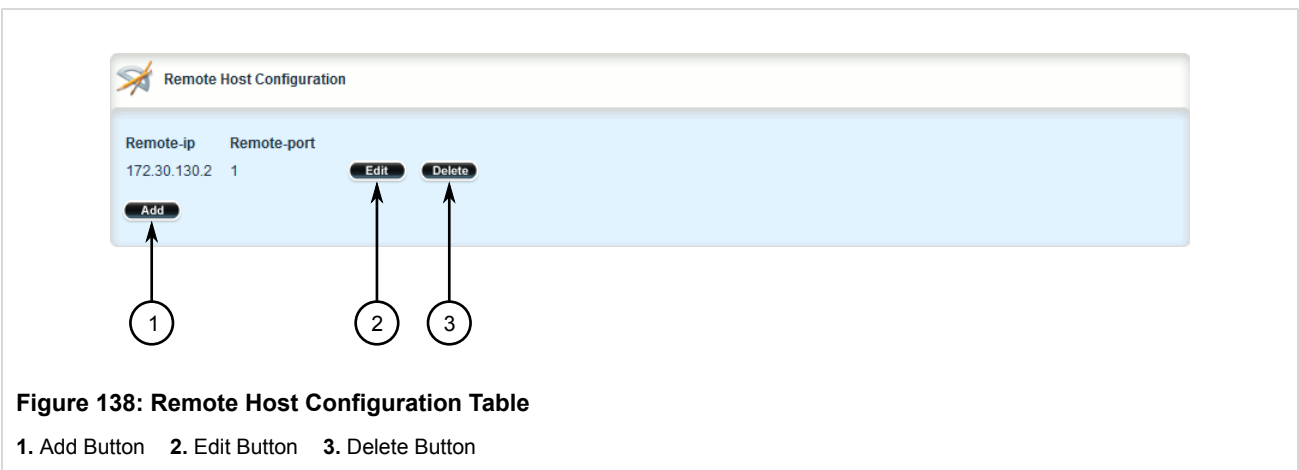 Remote Host Configuration
Remote-ip Remote-port
172.30.130.2 1 Edit Delete
Add
1 2 3
Figure 138: Remote Host Configuration Table
1. Add Button 2. Edit Button 3. Delete Button